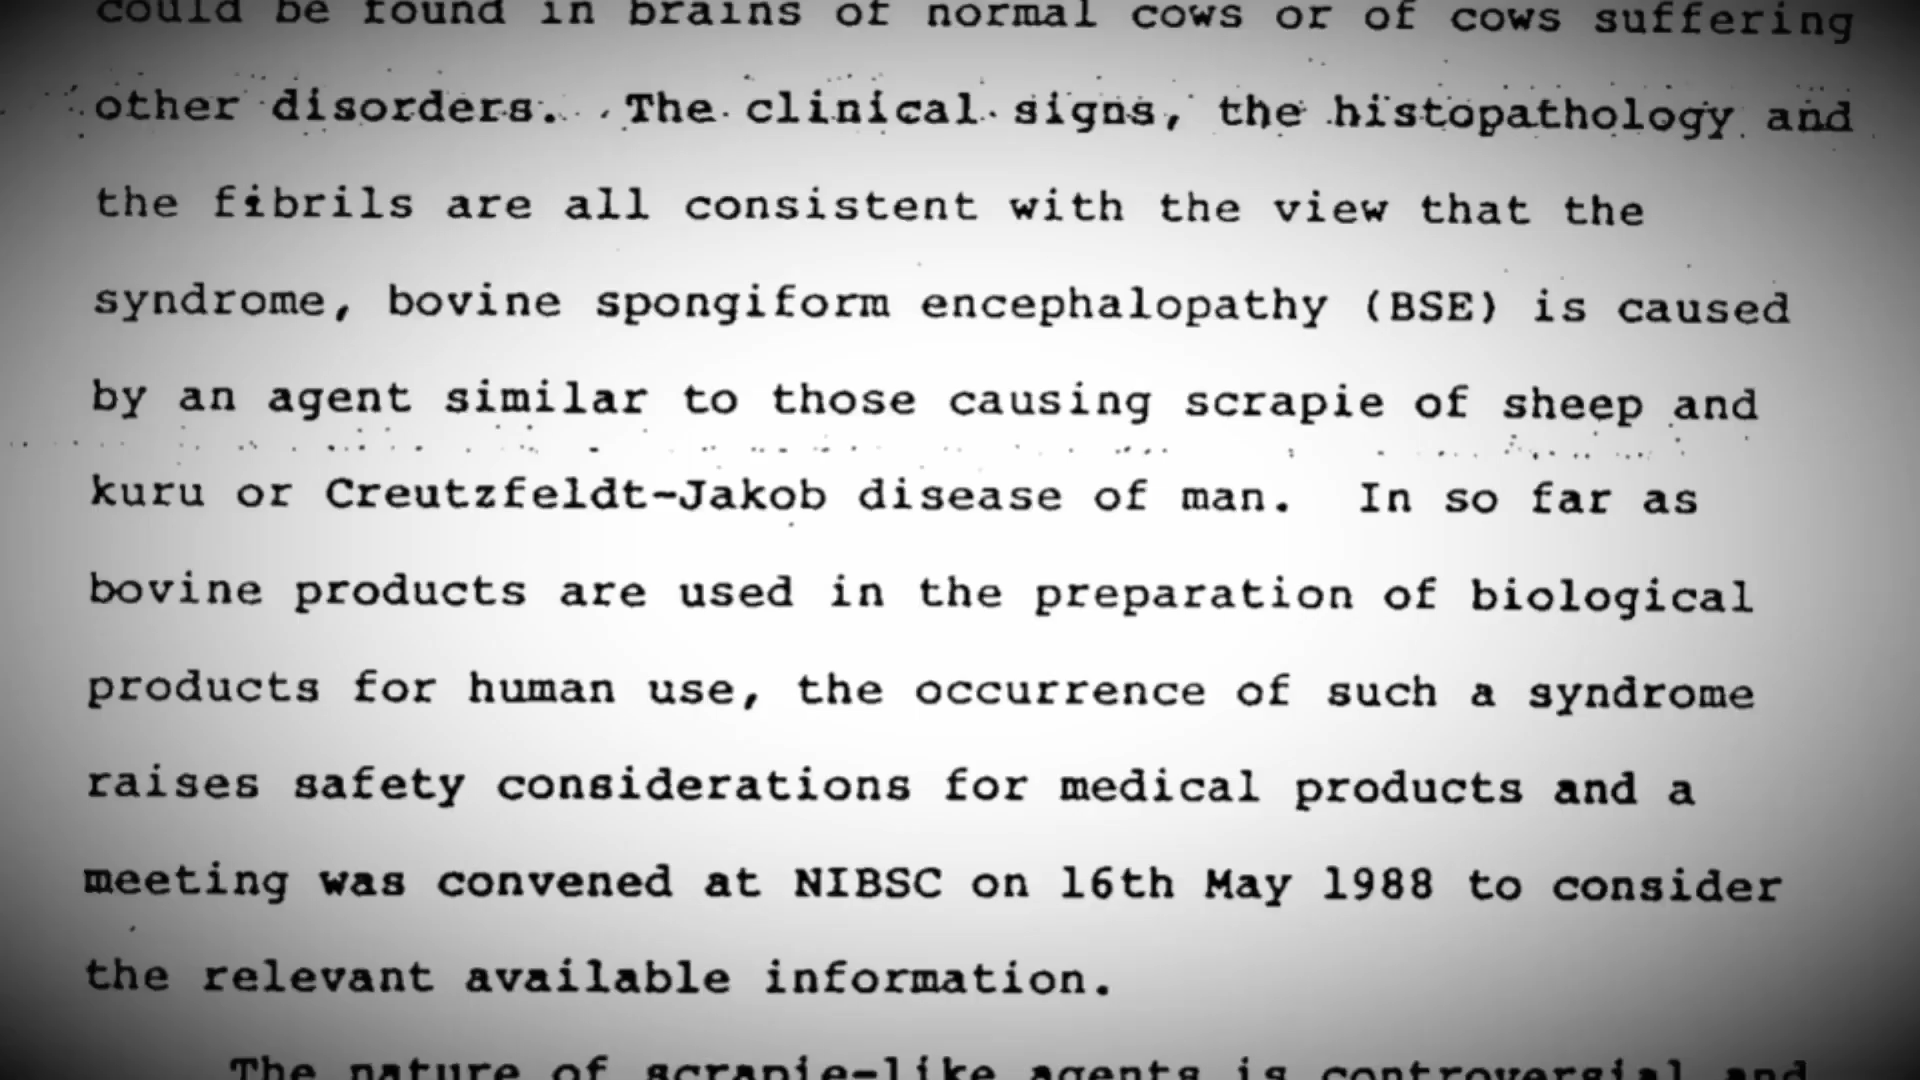 could be found in brains of normal cows or of cows suffering
other disorders. The clinical signs, the histopathology and
the fibrils are all consistent with the view that the
syndrome, bovine spongiform encephalopathy (BSE) is caused
by an agent similar to those causing scrapie of sheep and
kuru or Creutzfeldt-Jakob disease of man. In so far as
bovine products are used in the preparation of biological
products for human use, the occurrence of such a syndrome
raises safety considerations for medical products and a
meeting was convened at NIBSC on 16th May 1988 to consider
the relevant available information.
The nature of scrapie-like agents is controversial and